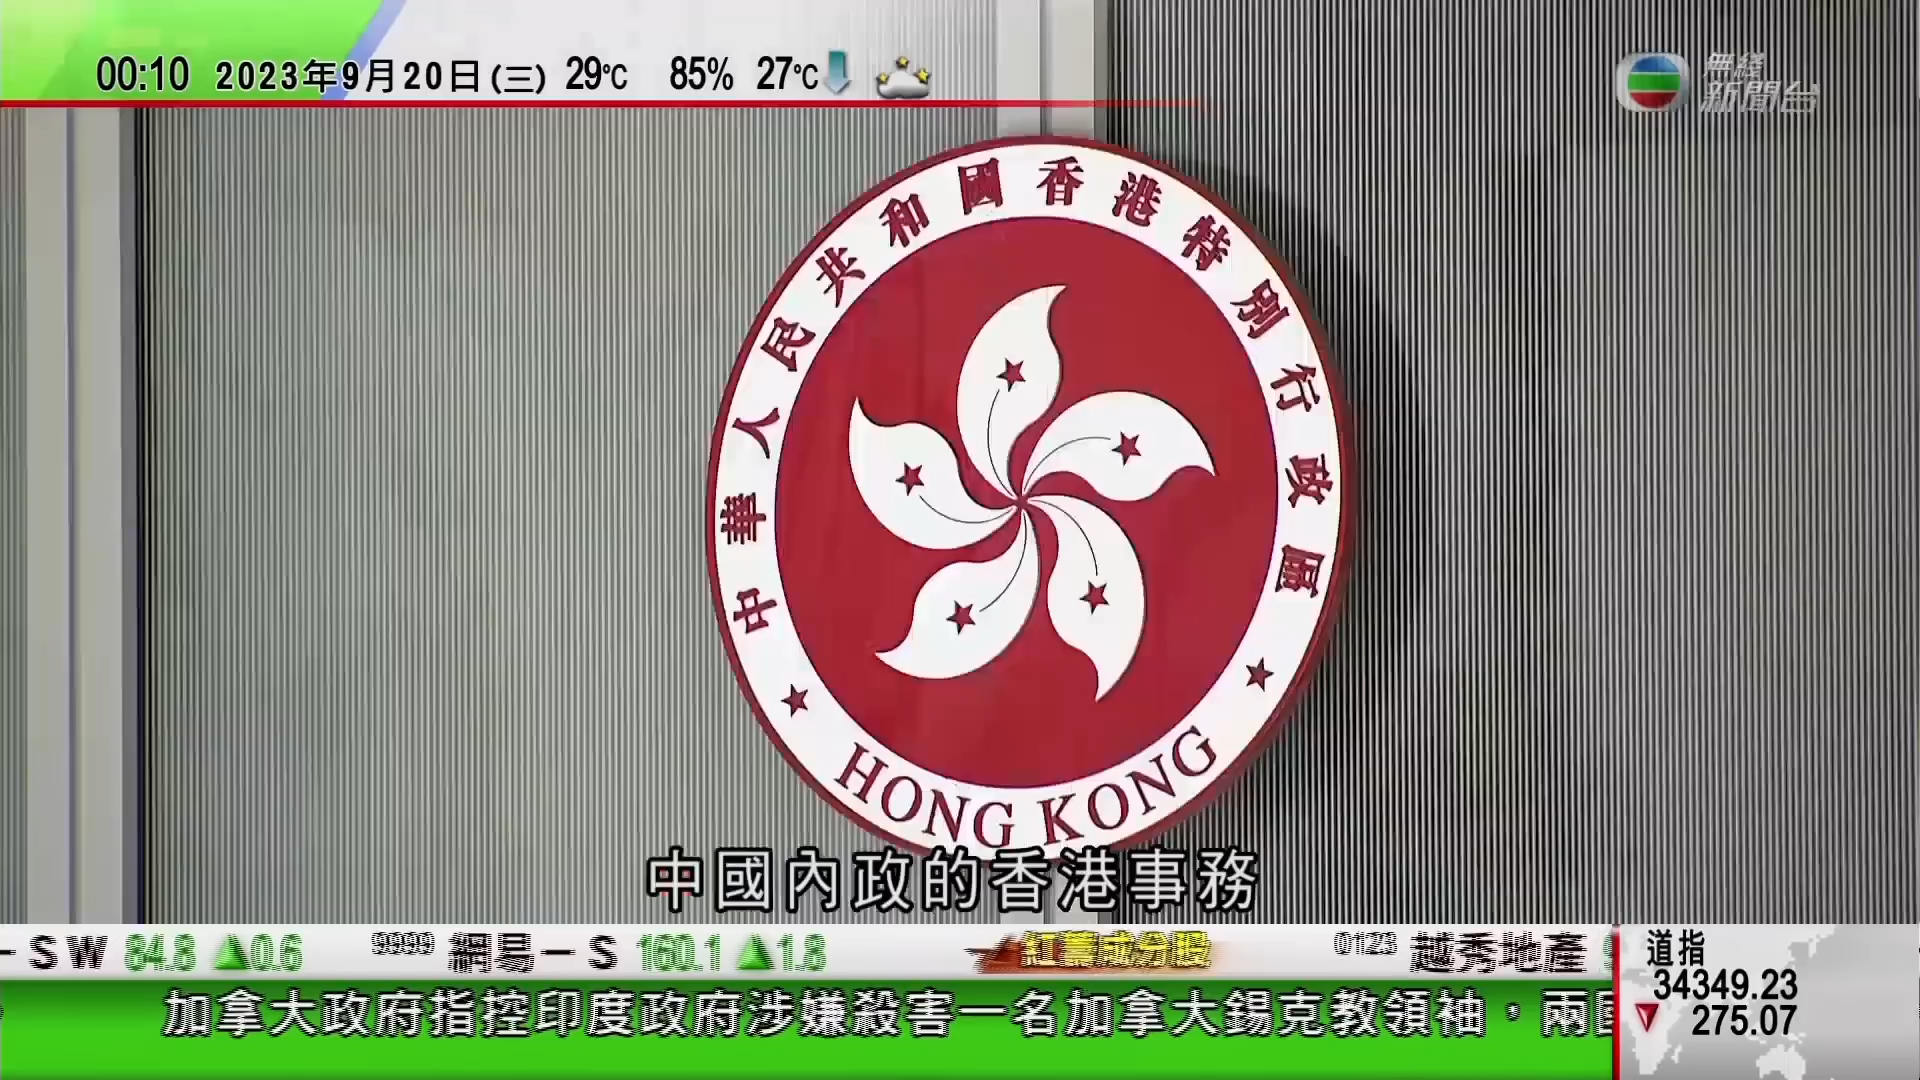 00:10 2023年9月20日(三) 29℃ 85% 27℃
無綫
新聞台
中華人民共和國香港特別行政區
HONG KONG
中國內政的香港事務
-SW 84.8 ▲0.6 9999 網易-S 160.1 ▲1.8 紅籌成分股 0123 越秀地產
道指
34349.23
▼ 275.07
加拿大政府指控印度政府涉嫌殺害一名加拿大錫克教領袖，兩